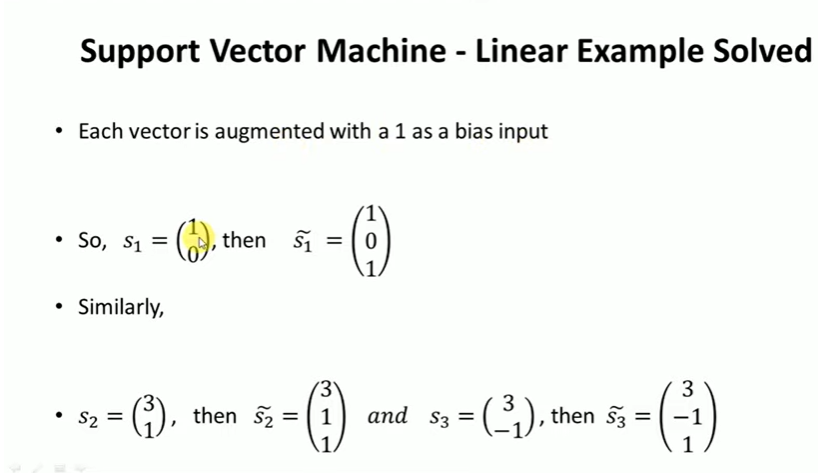 Support Vector Machine - Linear Example Solved
• Each vector is augmented with a 1 as a bias input
• So, s₁ = (1 0), then s̃₁ = (1 0 1)
• Similarly,
• s₂ = (3 1), then s̃₂ = (3 1 1) and s₃ = (3 −1), then s̃₃ = (3 −1 1)